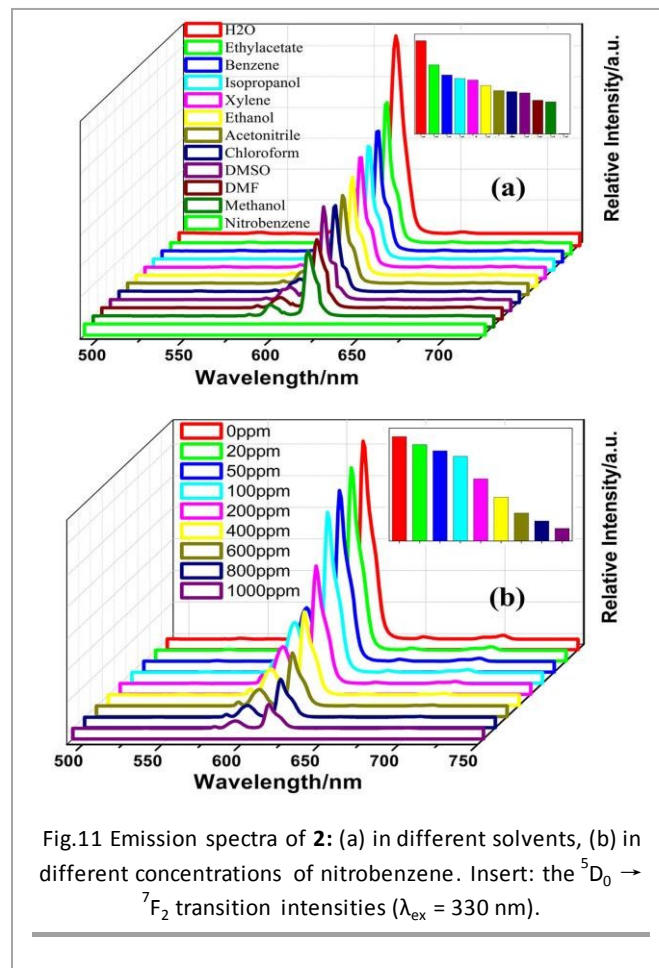 H2O
Ethylacetate
Benzene
Isopropanol
Xylene
Ethanol
Acetonitrile
Chloroform
DMSO
DMF
Methanol
Nitrobenzene
(a)
Relative Intensity/a.u.
500 550 600 650 700
Wavelength/nm
0ppm
20ppm
50ppm
100ppm
200ppm
400ppm
600ppm
800ppm
1000ppm
(b)
Relative Intensity/a.u.
500 550 600 650 700 750
Wavelength/nm
Fig.11 Emission spectra of 2: (a) in different solvents, (b) in
different concentrations of nitrobenzene. Insert: the ⁵D₀ →
⁷F₂ transition intensities (λₑₓ = 330 nm).